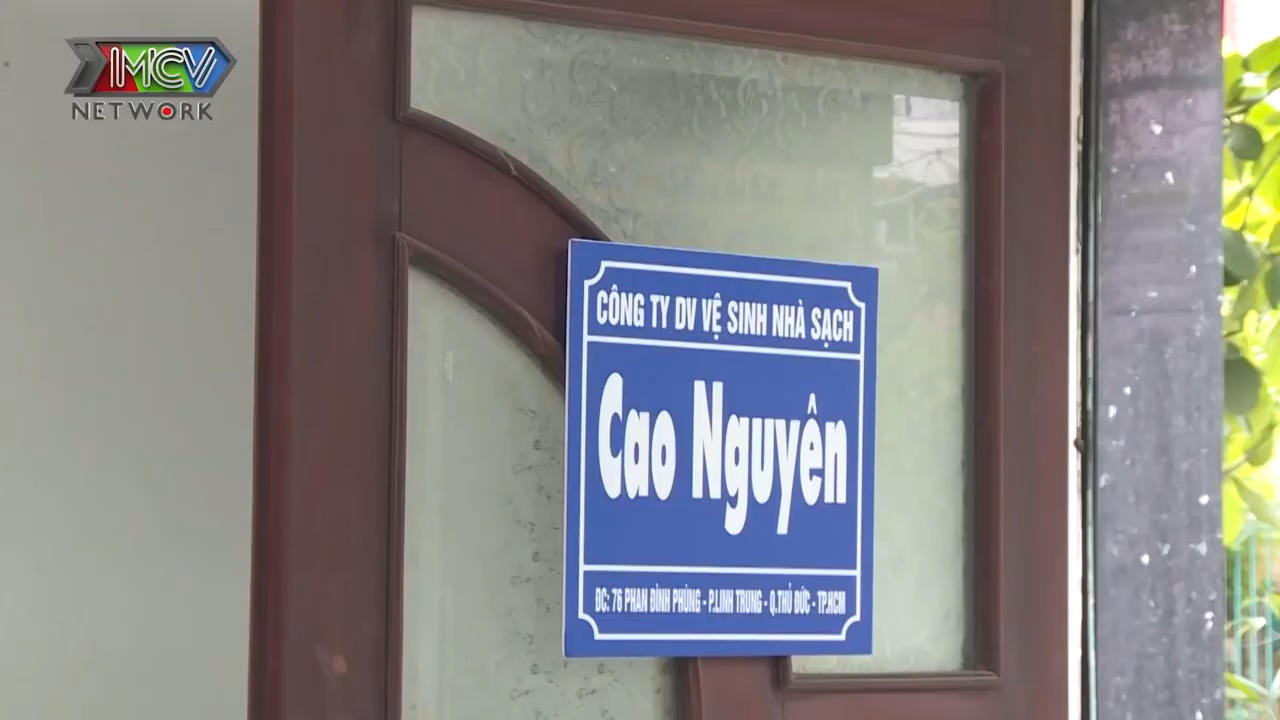 MCV
NETWORK
CÔNG TY DV VỆ SINH NHÀ SẠCH
Cao Nguyên
ĐC: 76 PHAN ĐÌNH PHÙNG - P.LINH TRUNG - Q.THỦ ĐỨC - TP.HCM